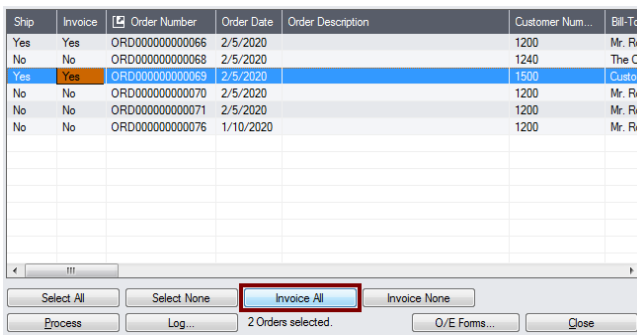 Ship Invoice Order Number Order Date Order Description Customer Num... Bill-To
Yes Yes ORD000000000066 2/5/2020 1200 Mr. R
No No ORD000000000068 2/5/2020 1240 The C
Yes Yes ORD000000000069 2/5/2020 1500 Custo
No No ORD000000000070 2/5/2020 1200 Mr. R
No No ORD000000000071 2/5/2020 1200 Mr. R
No No ORD000000000076 1/10/2020 1200 Mr. R
Select All Select None Invoice All Invoice None
Process Log... 2 Orders selected. O/E Forms... Close